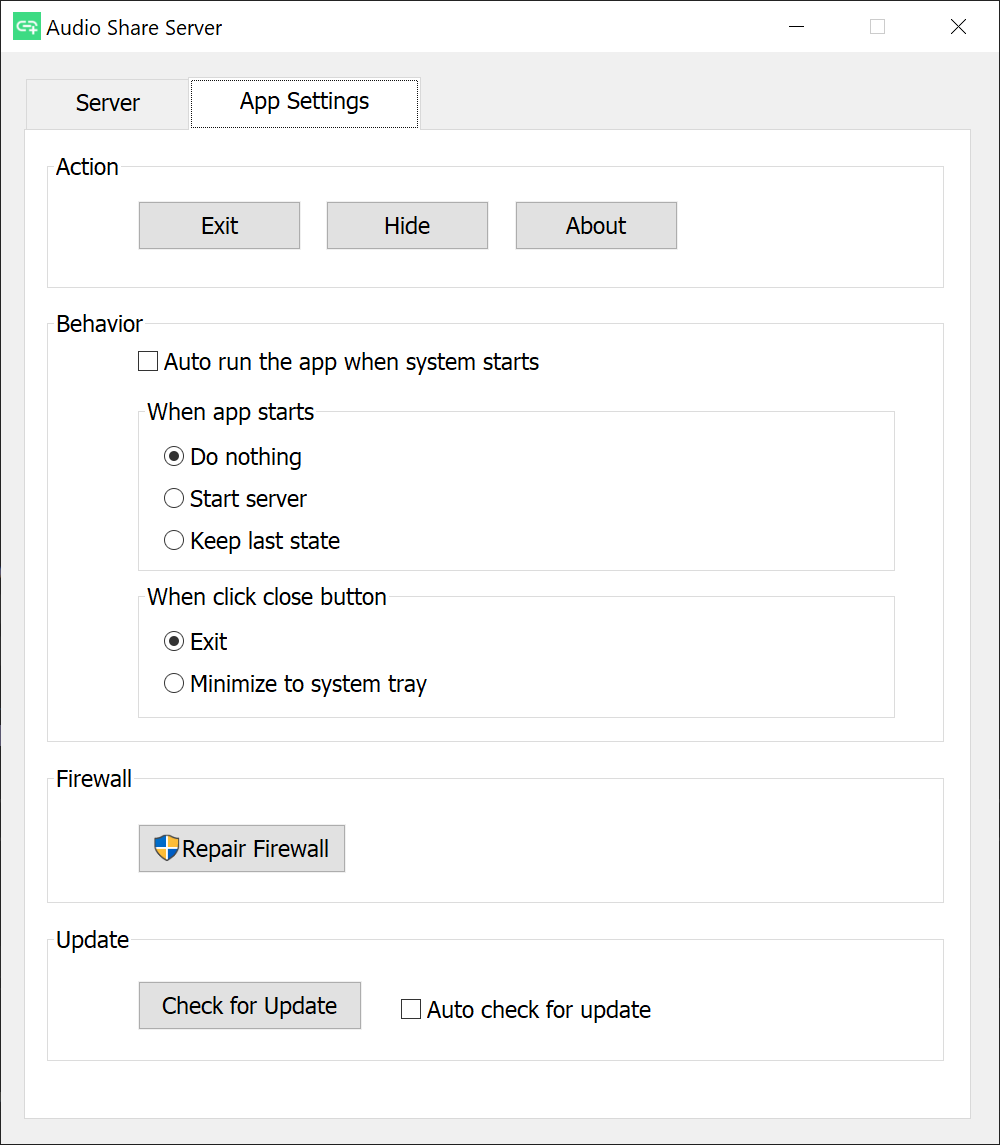 Audio Share Server
Server App Settings
Action
Exit Hide About
Behavior
Auto run the app when system starts
When app starts
Do nothing
Start server
Keep last state
When click close button
Exit
Minimize to system tray
Firewall
Repair Firewall
Update
Check for Update Auto check for update